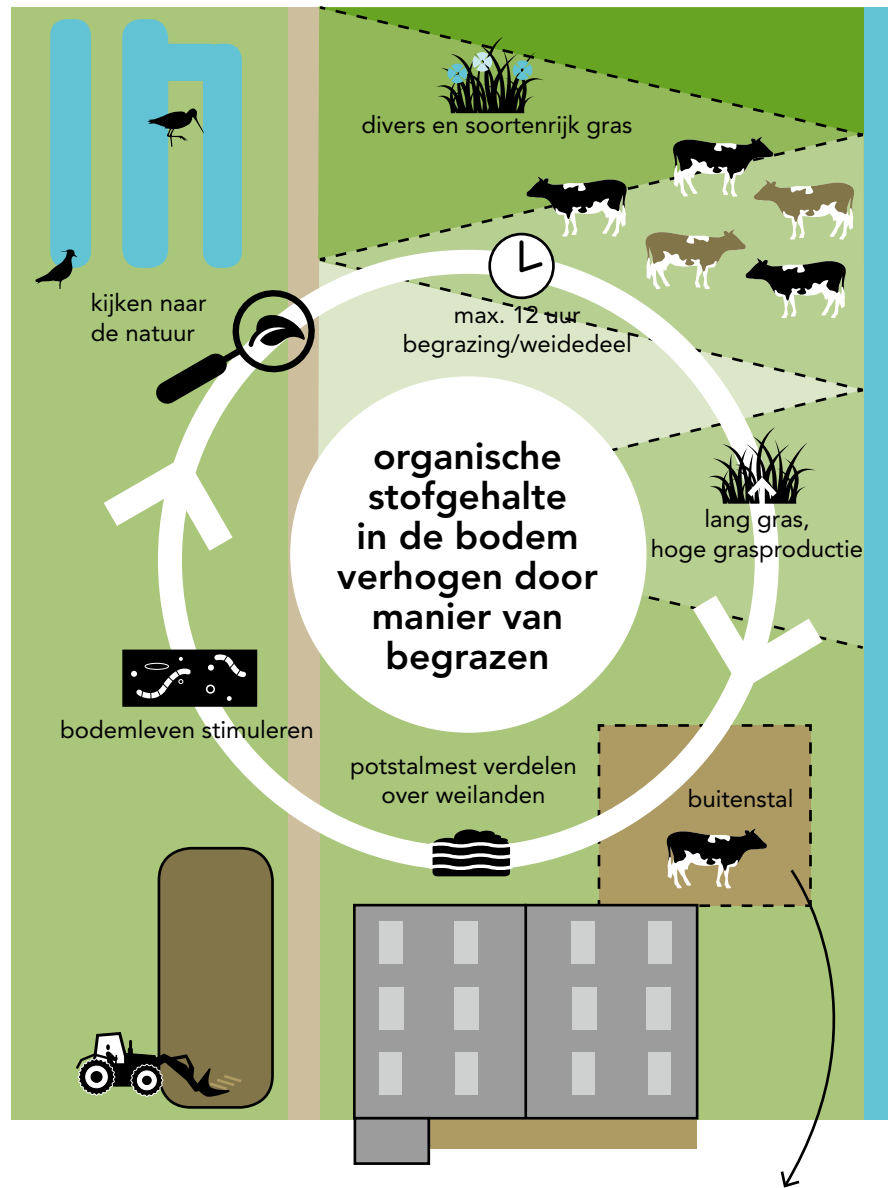 divers en soortenrijk gras
kijken naar
de natuur
max. 12 uur
begrazing/weidedeel
organische
stofgehalte
in de bodem
verhogen door
manier van
begrazen
lang gras,
hoge grasproductie
bodemleven stimuleren
potstalmest verdelen
over weilanden
buitenstal